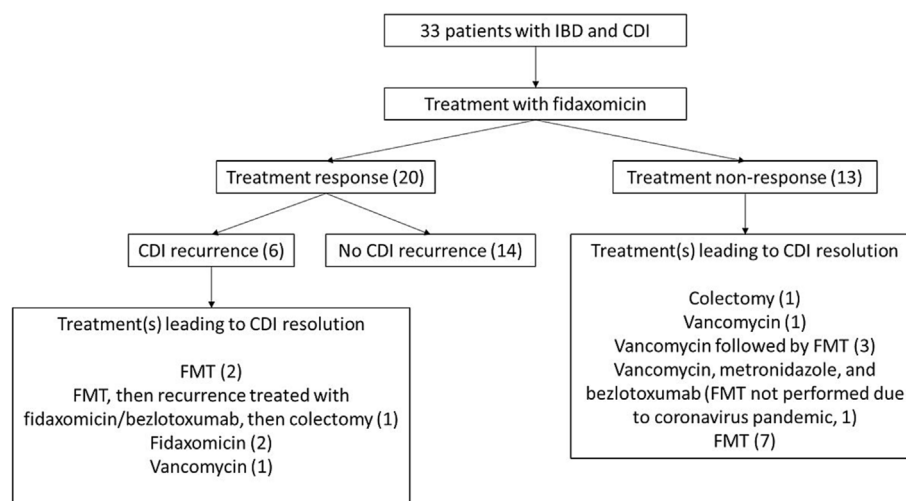 33 patients with IBD and CDI
Treatment with fidaxomicin
Treatment response (20)
Treatment non-response (13)
CDI recurrence (6)
No CDI recurrence (14)
Treatment(s) leading to CDI resolution
FMT (2)
FMT, then recurrence treated with
fidaxomicin/bezlotoxumab, then colectomy (1)
Fidaxomicin (2)
Vancomycin (1)
Treatment(s) leading to CDI resolution
Colectomy (1)
Vancomycin (1)
Vancomycin followed by FMT (3)
Vancomycin, metronidazole, and
bezlotoxumab (FMT not performed due
to coronavirus pandemic, 1)
FMT (7)